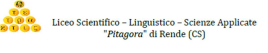 Liceo Scientifico – Linguistico – Scienze Applicate
"Pitagora" di Rende (CS)